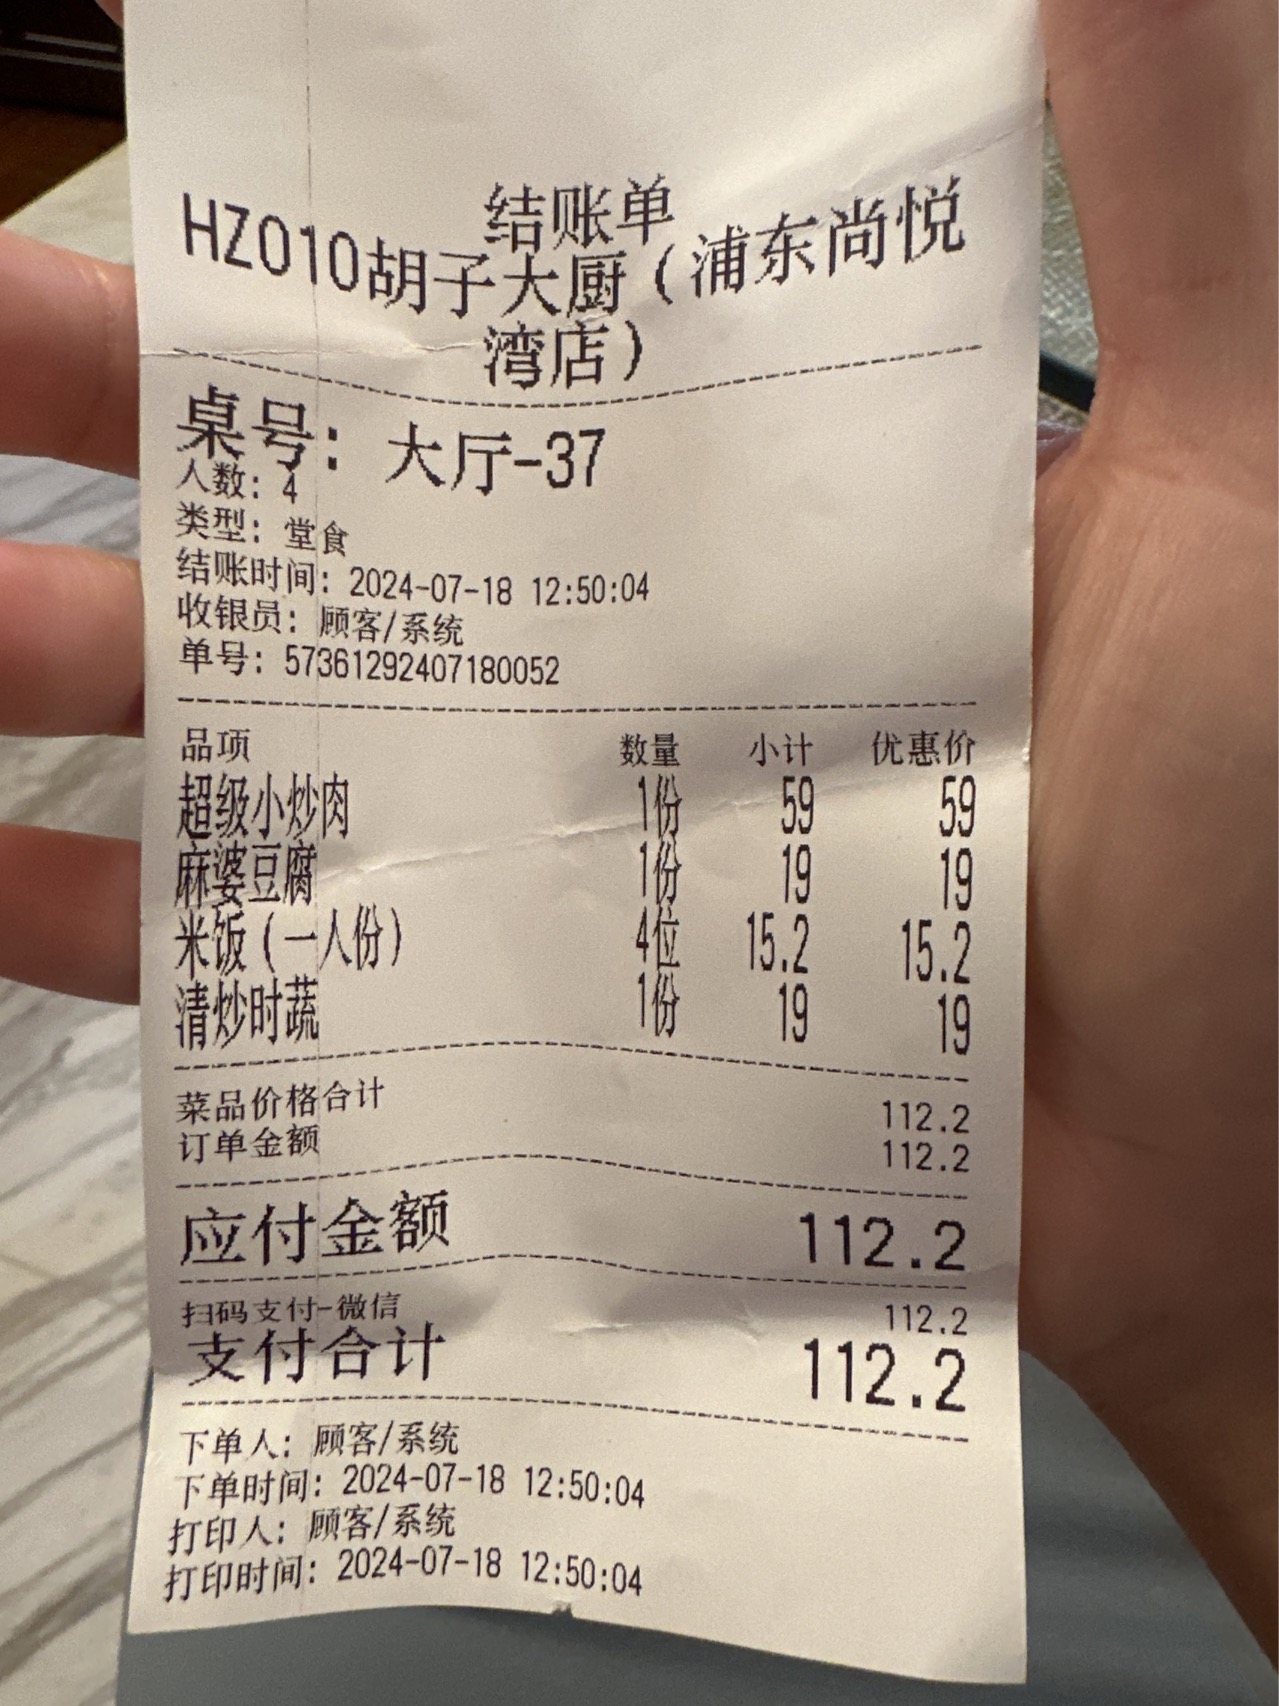 结账单
HZ010胡子大厨（浦东尚悦
湾店）
桌号：大厅-37
人数：4
类型：堂食
结账时间：2024-07-18 12:50:04
收银员：顾客/系统
单号：57361292407180052
品项 数量 小计 优惠价
超级小炒肉 1份 59 59
麻婆豆腐 1份 19 19
米饭（一人份） 4位 15.2 15.2
清炒时蔬 1份 19 19
菜品价格合计 112.2
订单金额 112.2
应付金额 112.2
扫码支付-微信 112.2
支付合计 112.2
下单人：顾客/系统
下单时间：2024-07-18 12:50:04
打印人：顾客/系统
打印时间：2024-07-18 12:50:04